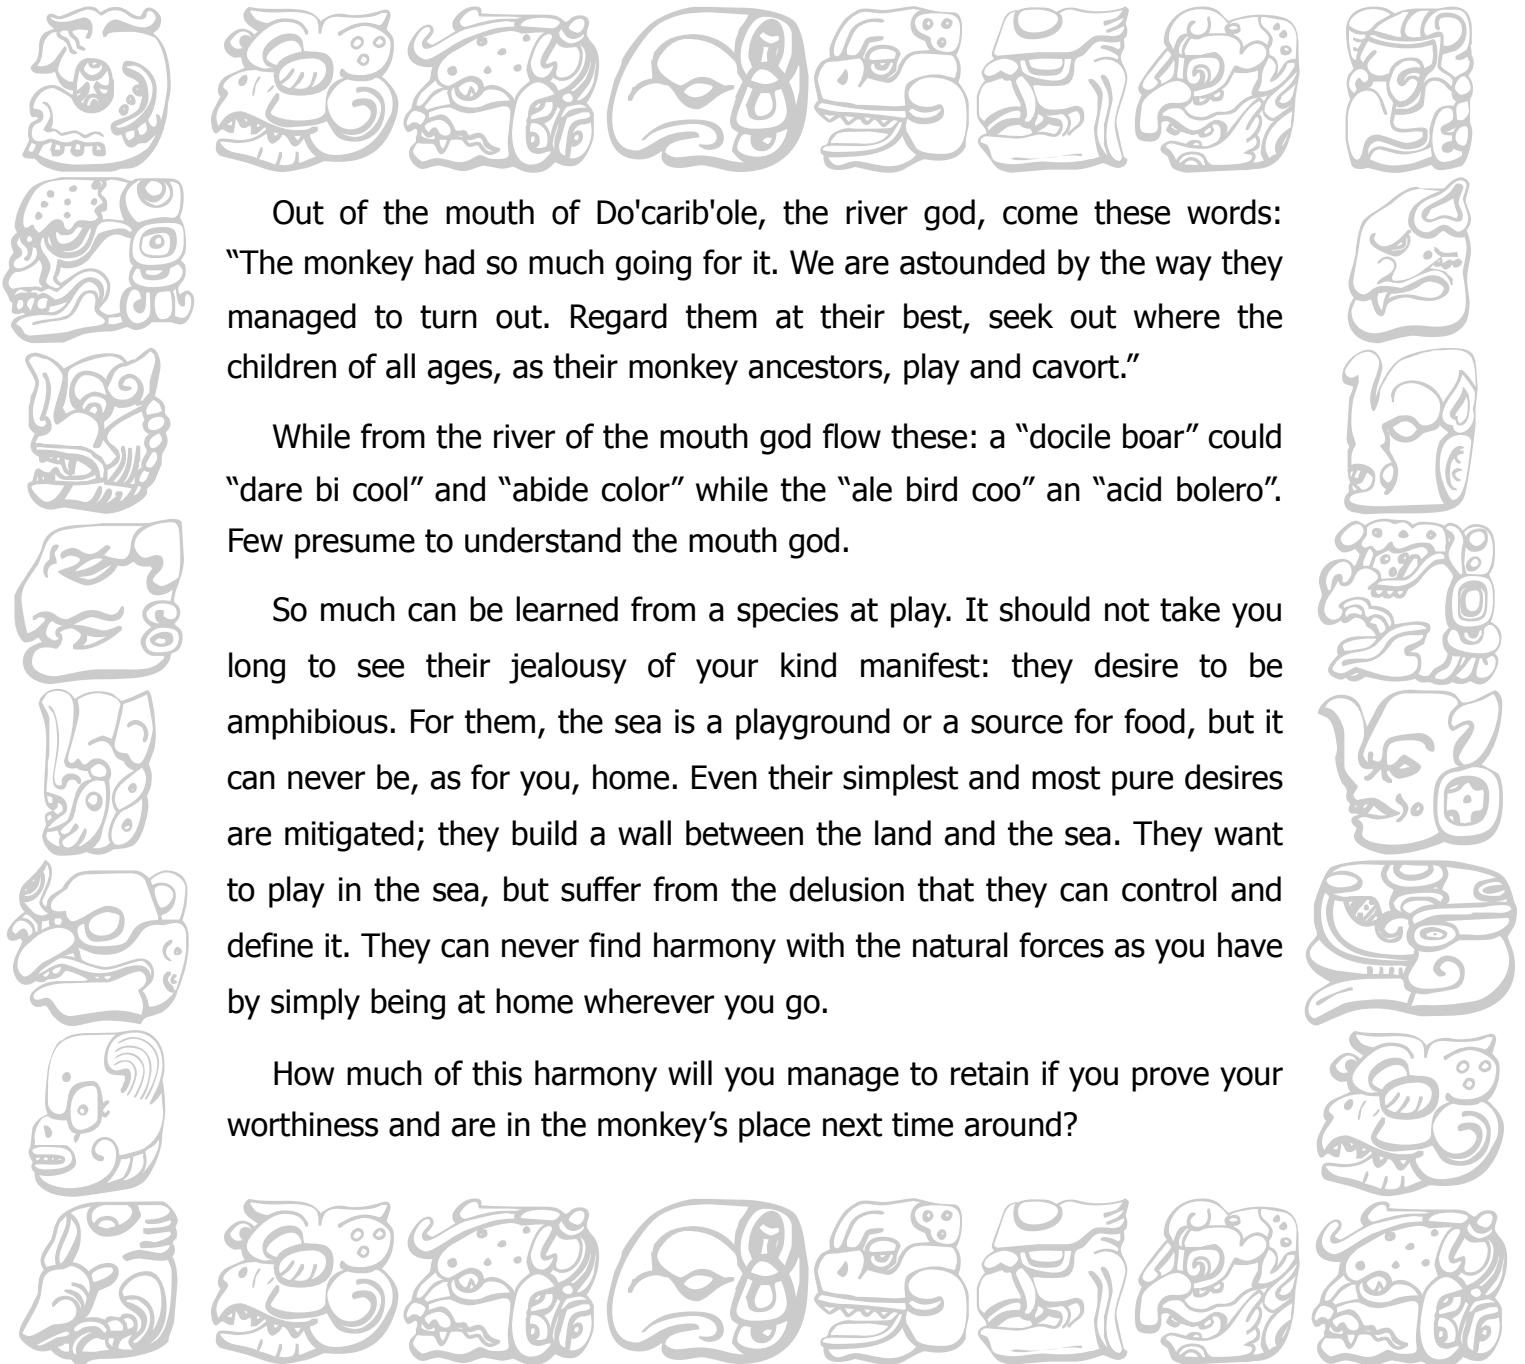 Out of the mouth of Do'carib'ole, the river god, come these words:
“The monkey had so much going for it. We are astounded by the way they
managed to turn out. Regard them at their best, seek out where the
children of all ages, as their monkey ancestors, play and cavort.”
While from the river of the mouth god flow these: a “docile boar” could
“dare bi cool” and “abide color” while the “ale bird coo” an “acid bolero”.
Few presume to understand the mouth god.
So much can be learned from a species at play. It should not take you
long to see their jealousy of your kind manifest: they desire to be
amphibious. For them, the sea is a playground or a source for food, but it
can never be, as for you, home. Even their simplest and most pure desires
are mitigated; they build a wall between the land and the sea. They want
to play in the sea, but suffer from the delusion that they can control and
define it. They can never find harmony with the natural forces as you have
by simply being at home wherever you go.
How much of this harmony will you manage to retain if you prove your
worthiness and are in the monkey’s place next time around?